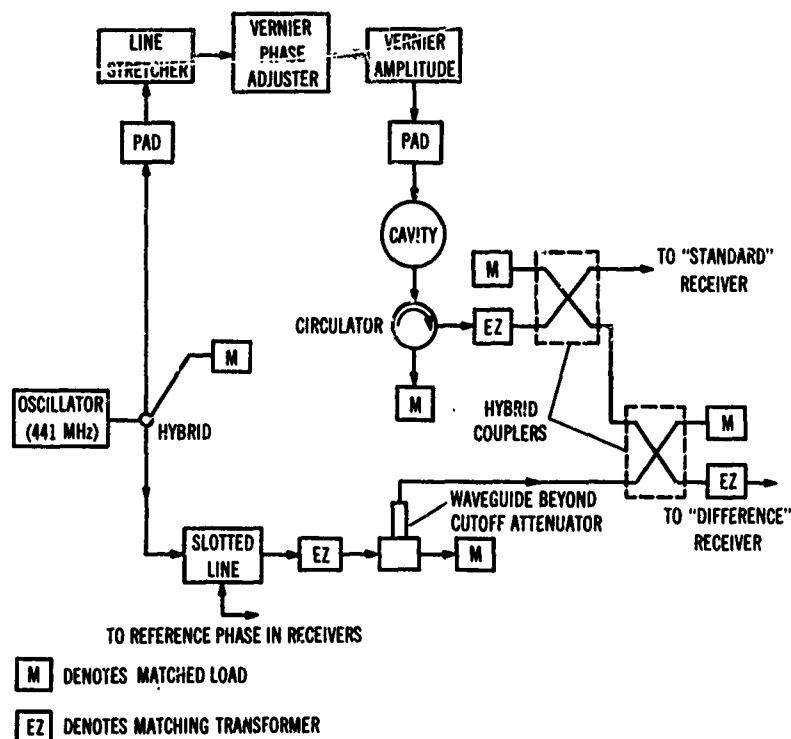 LINE
STRETCHER
VERNIER
PHASE
ADJUSTER
VERNIER
AMPLITUDE
PAD
PAD
CAVITY
M
TO "STANDARD"
RECEIVER
CIRCULATOR
EZ
M
M
OSCILLATOR
(441 MHz)
HYBRID
HYBRID
COUPLERS
M
EZ
WAVEGUIDE BEYOND
CUTOFF ATTENUATOR
TO "DIFFERENCE"
RECEIVER
SLOTTED
LINE
EZ
M
TO REFERENCE PHASE IN RECEIVERS
M DENOTES MATCHED LOAD
EZ DENOTES MATCHING TRANSFORMER